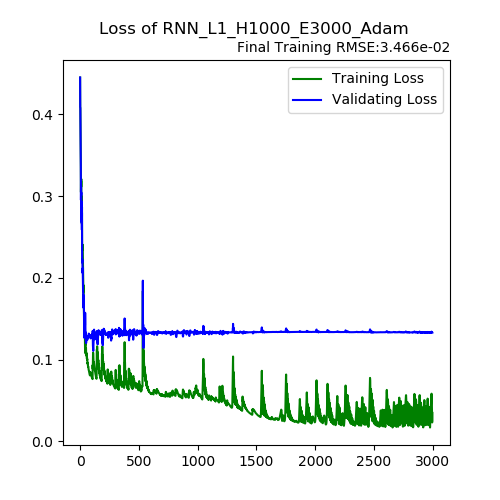 Loss of RNN_L1_H1000_E3000_Adam
Final Training RMSE:3.466e-02
Training Loss
Validating Loss
0.4
0.3
0.2
0.1
0.0
0 500 1000 1500 2000 2500 3000